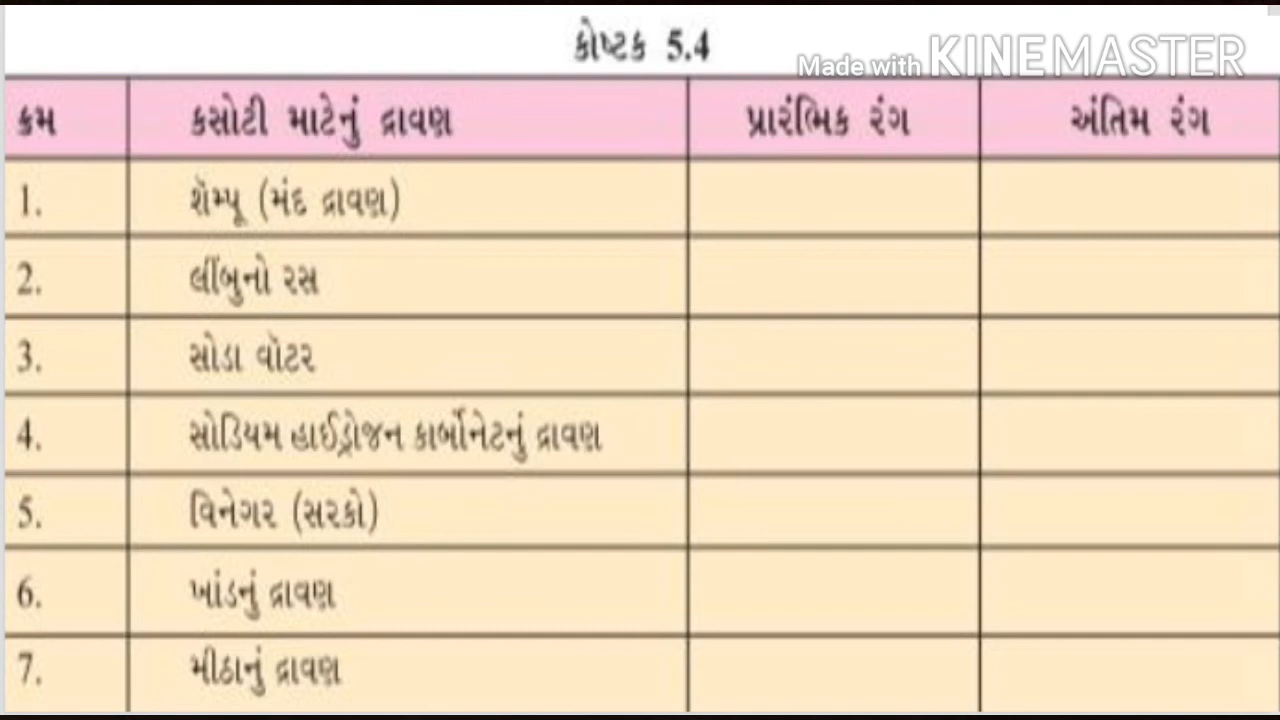 કોષ્ટક 5.4
Made with KINEMASTER
ક્રમ કસોટી માટેનું દ્રાવણ પ્રારંભિક રંગ અંતિમ રંગ
1. શૅમ્પૂ (મંદ દ્રાવણ)
2. લીંબુનો રસ
3. સોડા વૉટર
4. સોડિયમ હાઈડ્રોજન કાર્બોનેટનું દ્રાવણ
5. વિનેગર (સરકો)
6. ખાંડનું દ્રાવણ
7. મીઠાનું દ્રાવણ